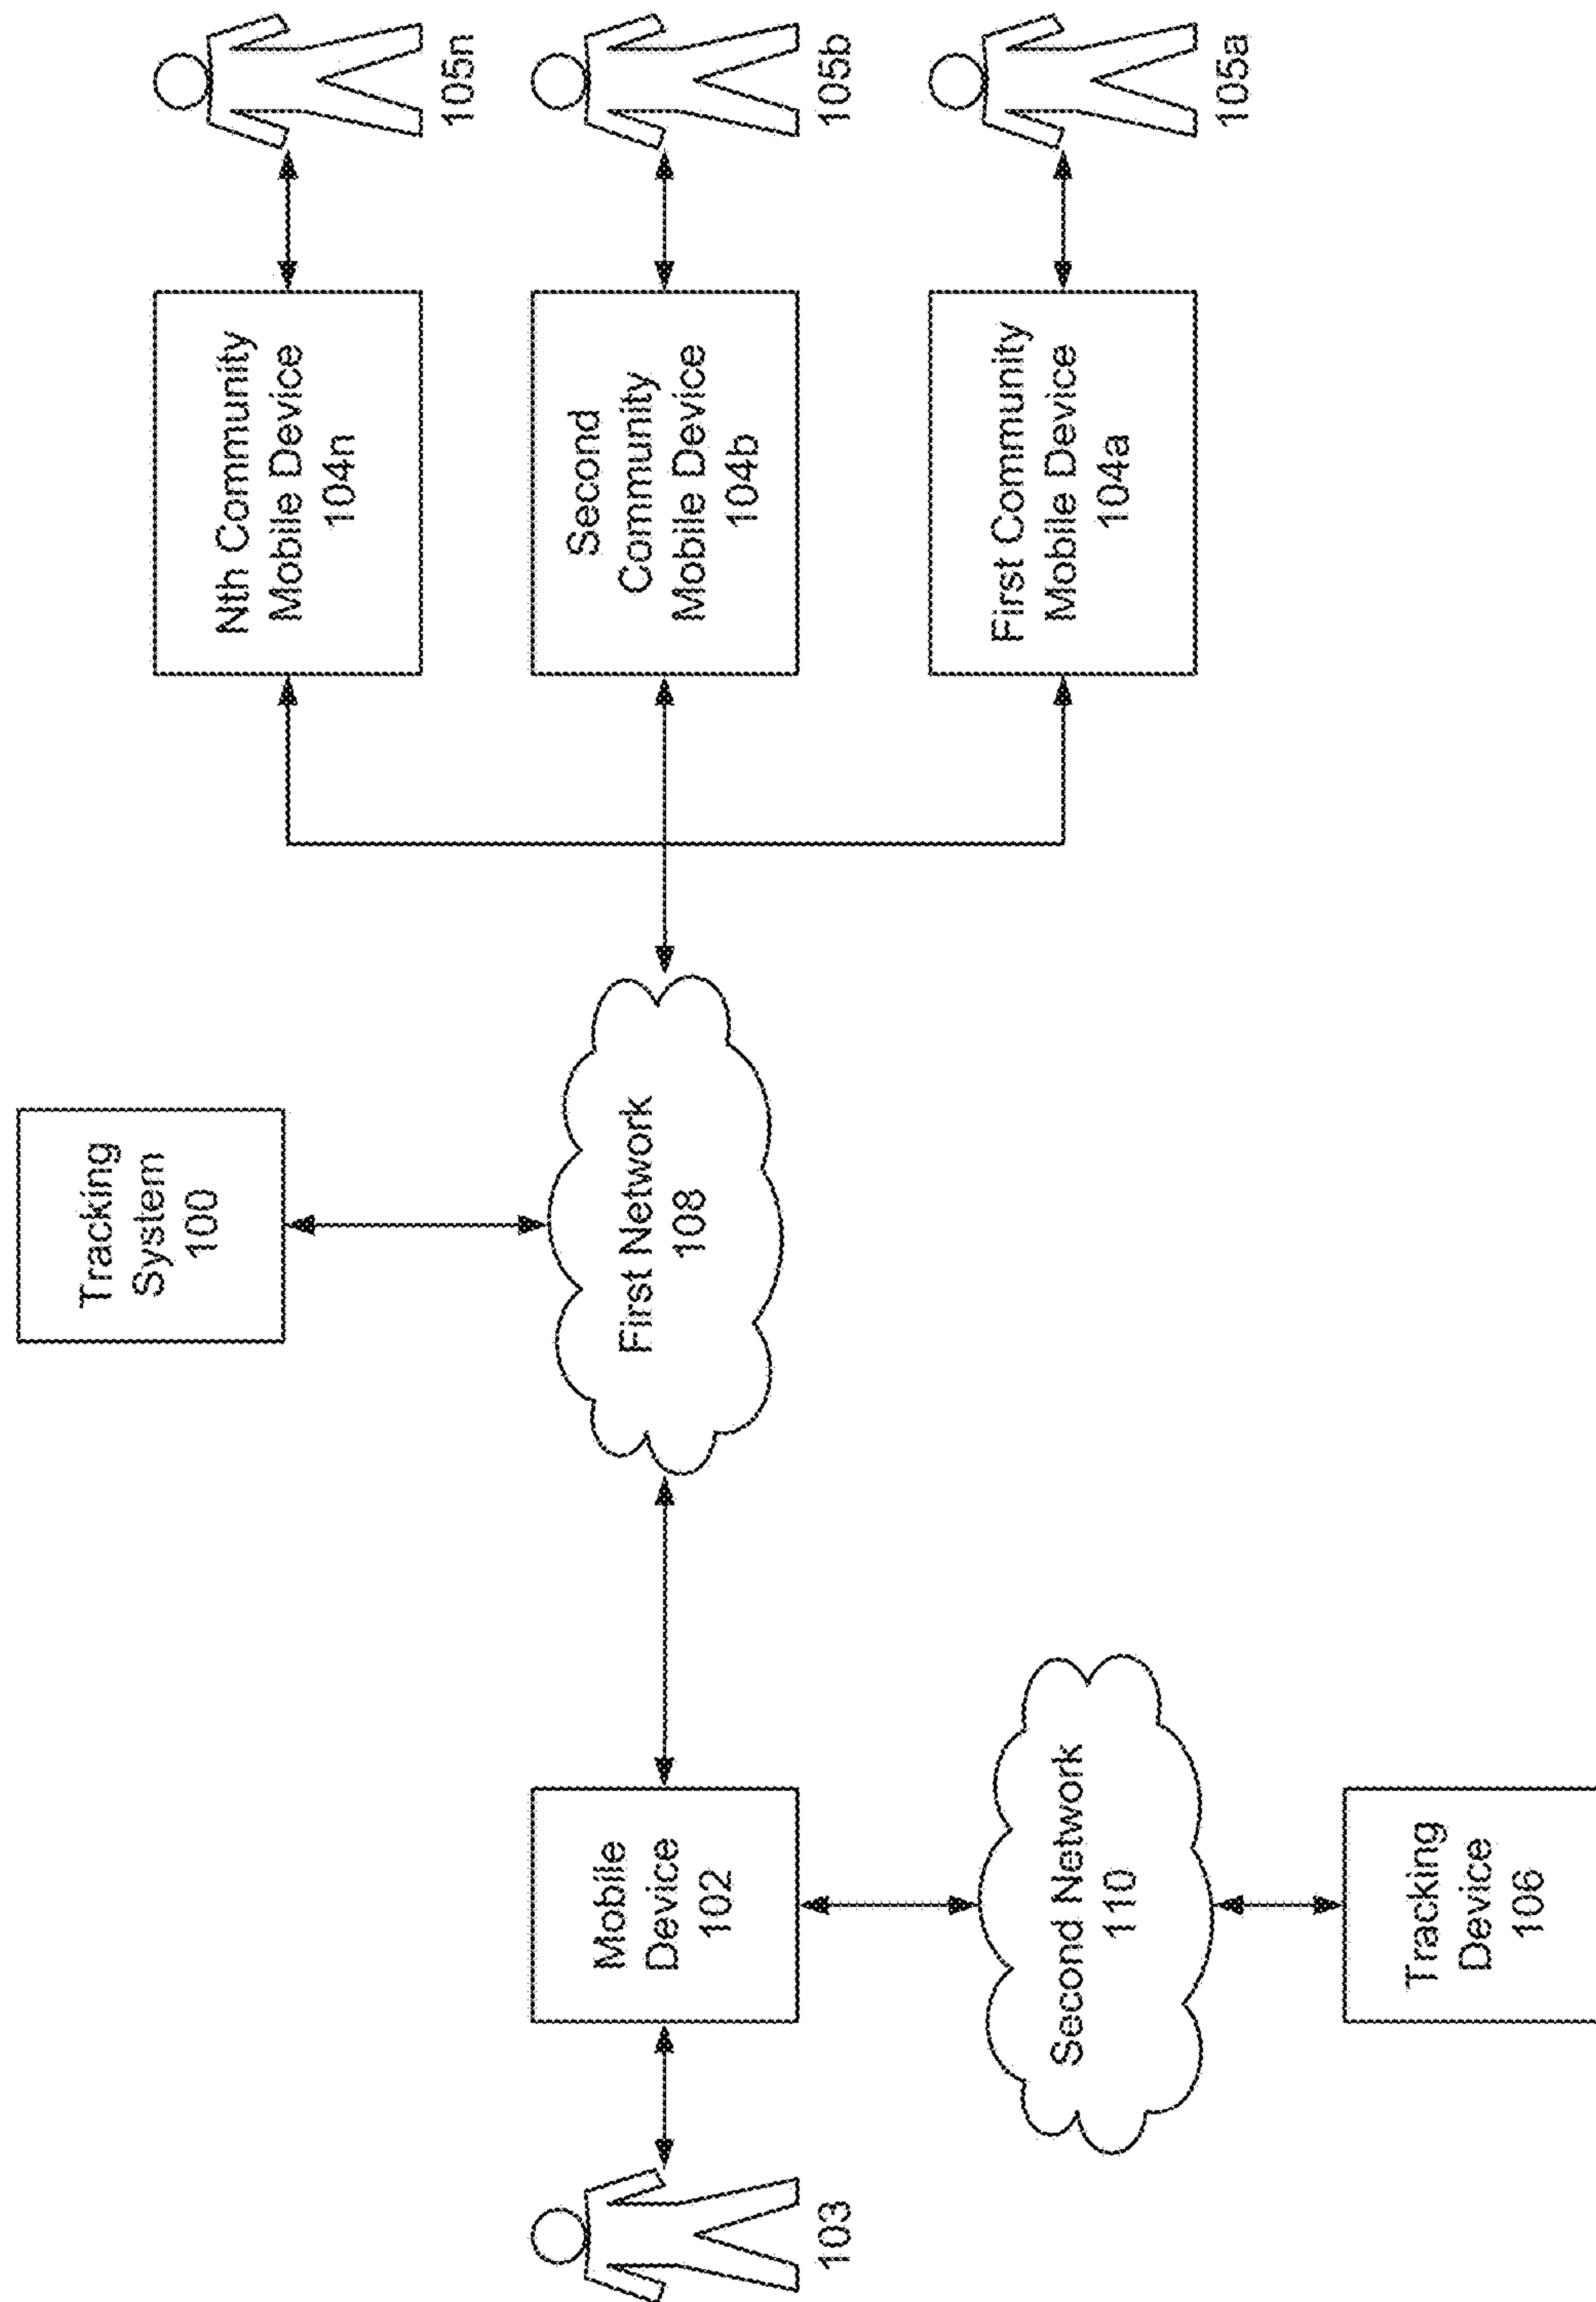 Tracking
System
100
Nth Community
Mobile Device
104n
105n
103
Mobile
Device
102
First Network
108
Second
Community
Mobile Device
104b
105b
Second Network
110
First Community
Mobile Device
104a
105a
Tracking
Device
106